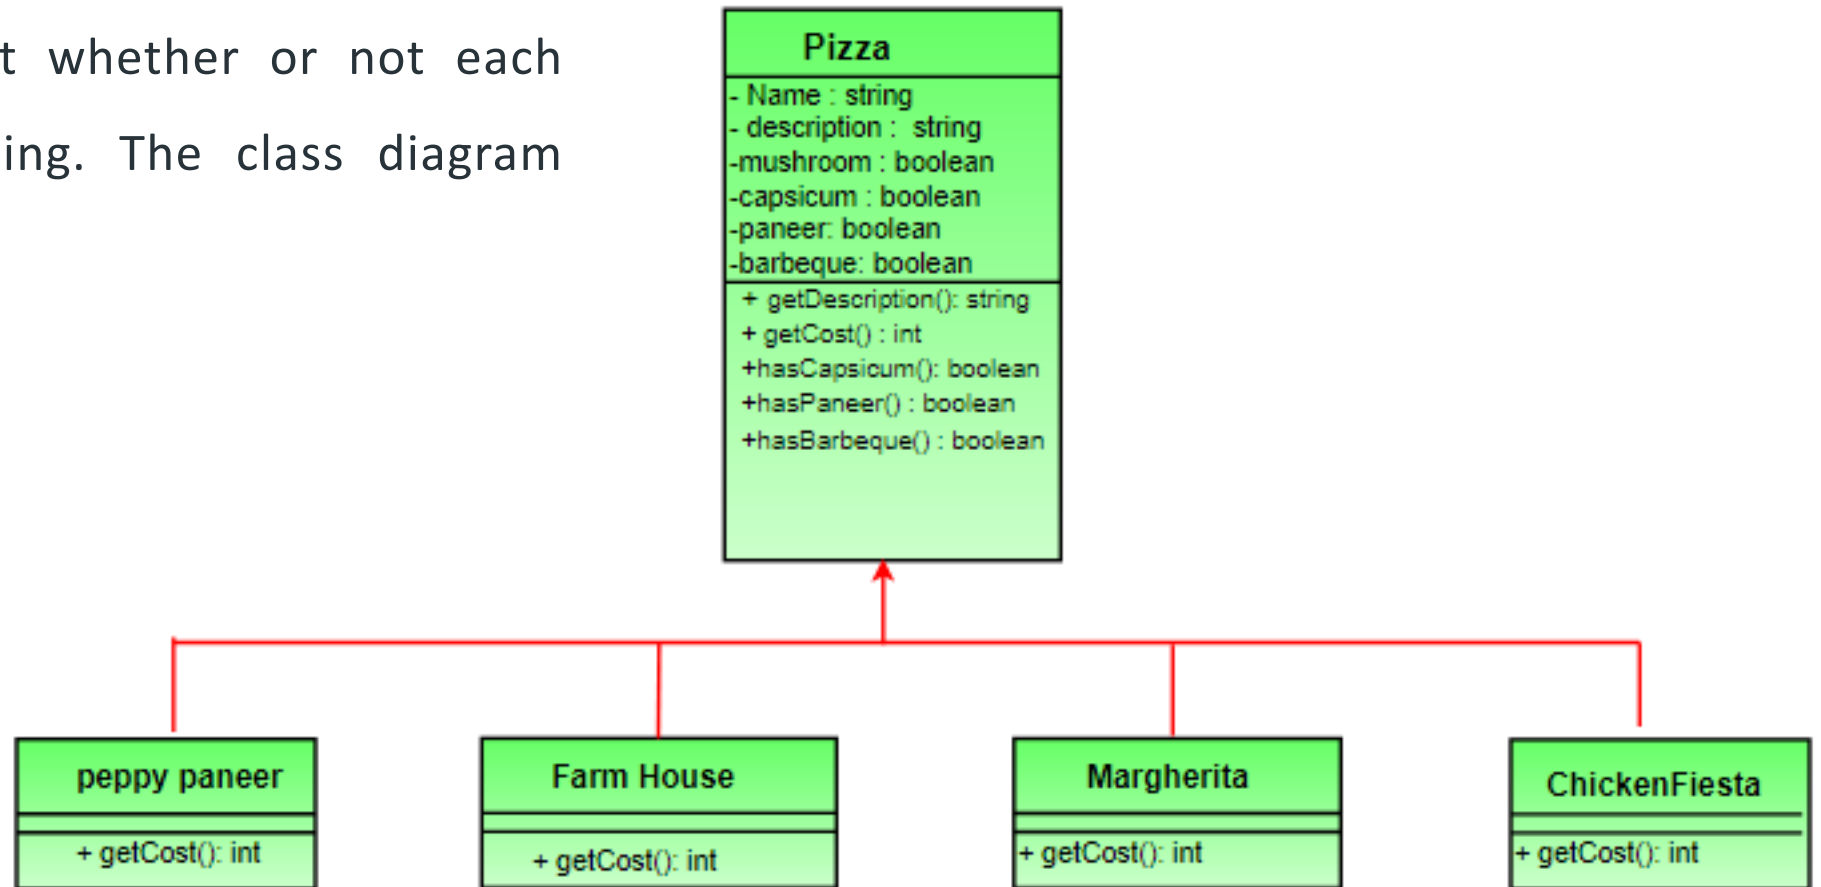 t whether or not each
ing. The class diagram
Pizza
- Name : string
- description : string
-mushroom : boolean
-capsicum : boolean
-paneer: boolean
-barbeque: boolean
+ getDescription(): string
+ getCost() : int
+hasCapsicum(): boolean
+hasPaneer() : boolean
+hasBarbeque() : boolean
peppy paneer
+ getCost(): int
Farm House
+ getCost(): int
Margherita
+ getCost(): int
ChickenFiesta
+ getCost(): int